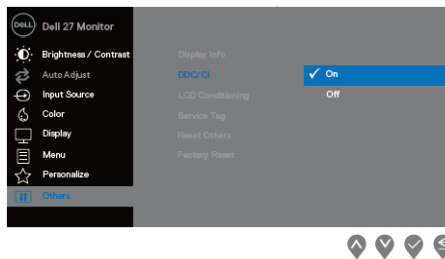 DELL Dell 27 Monitor
Brightness / Contrast
Auto Adjust
Input Source
Color
Display
Menu
Personalize
Others
Display Info
DDC/CI
LCD Conditioning
Service Tag
Reset Others
Factory Reset
On
Off